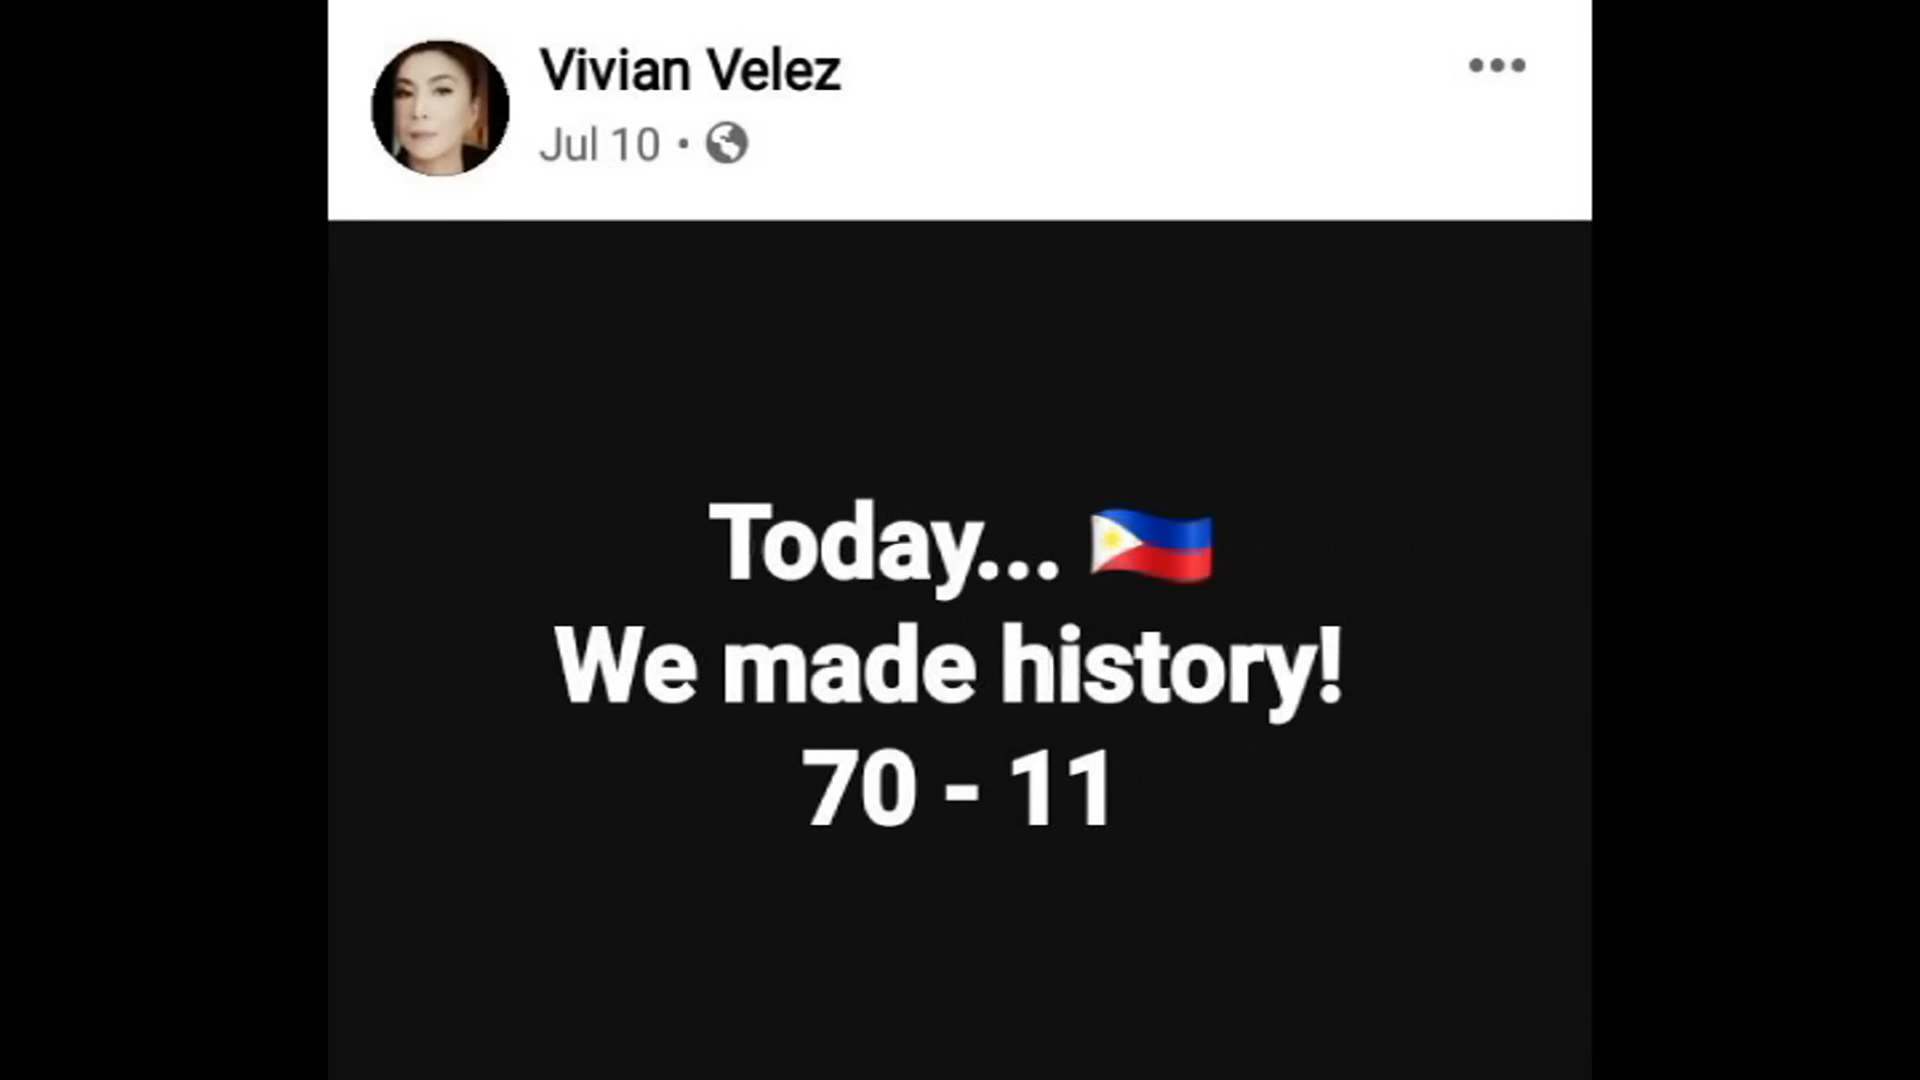 Vivian Velez
Jul 10 •
Today... 🇵🇭
We made history!
70 - 11